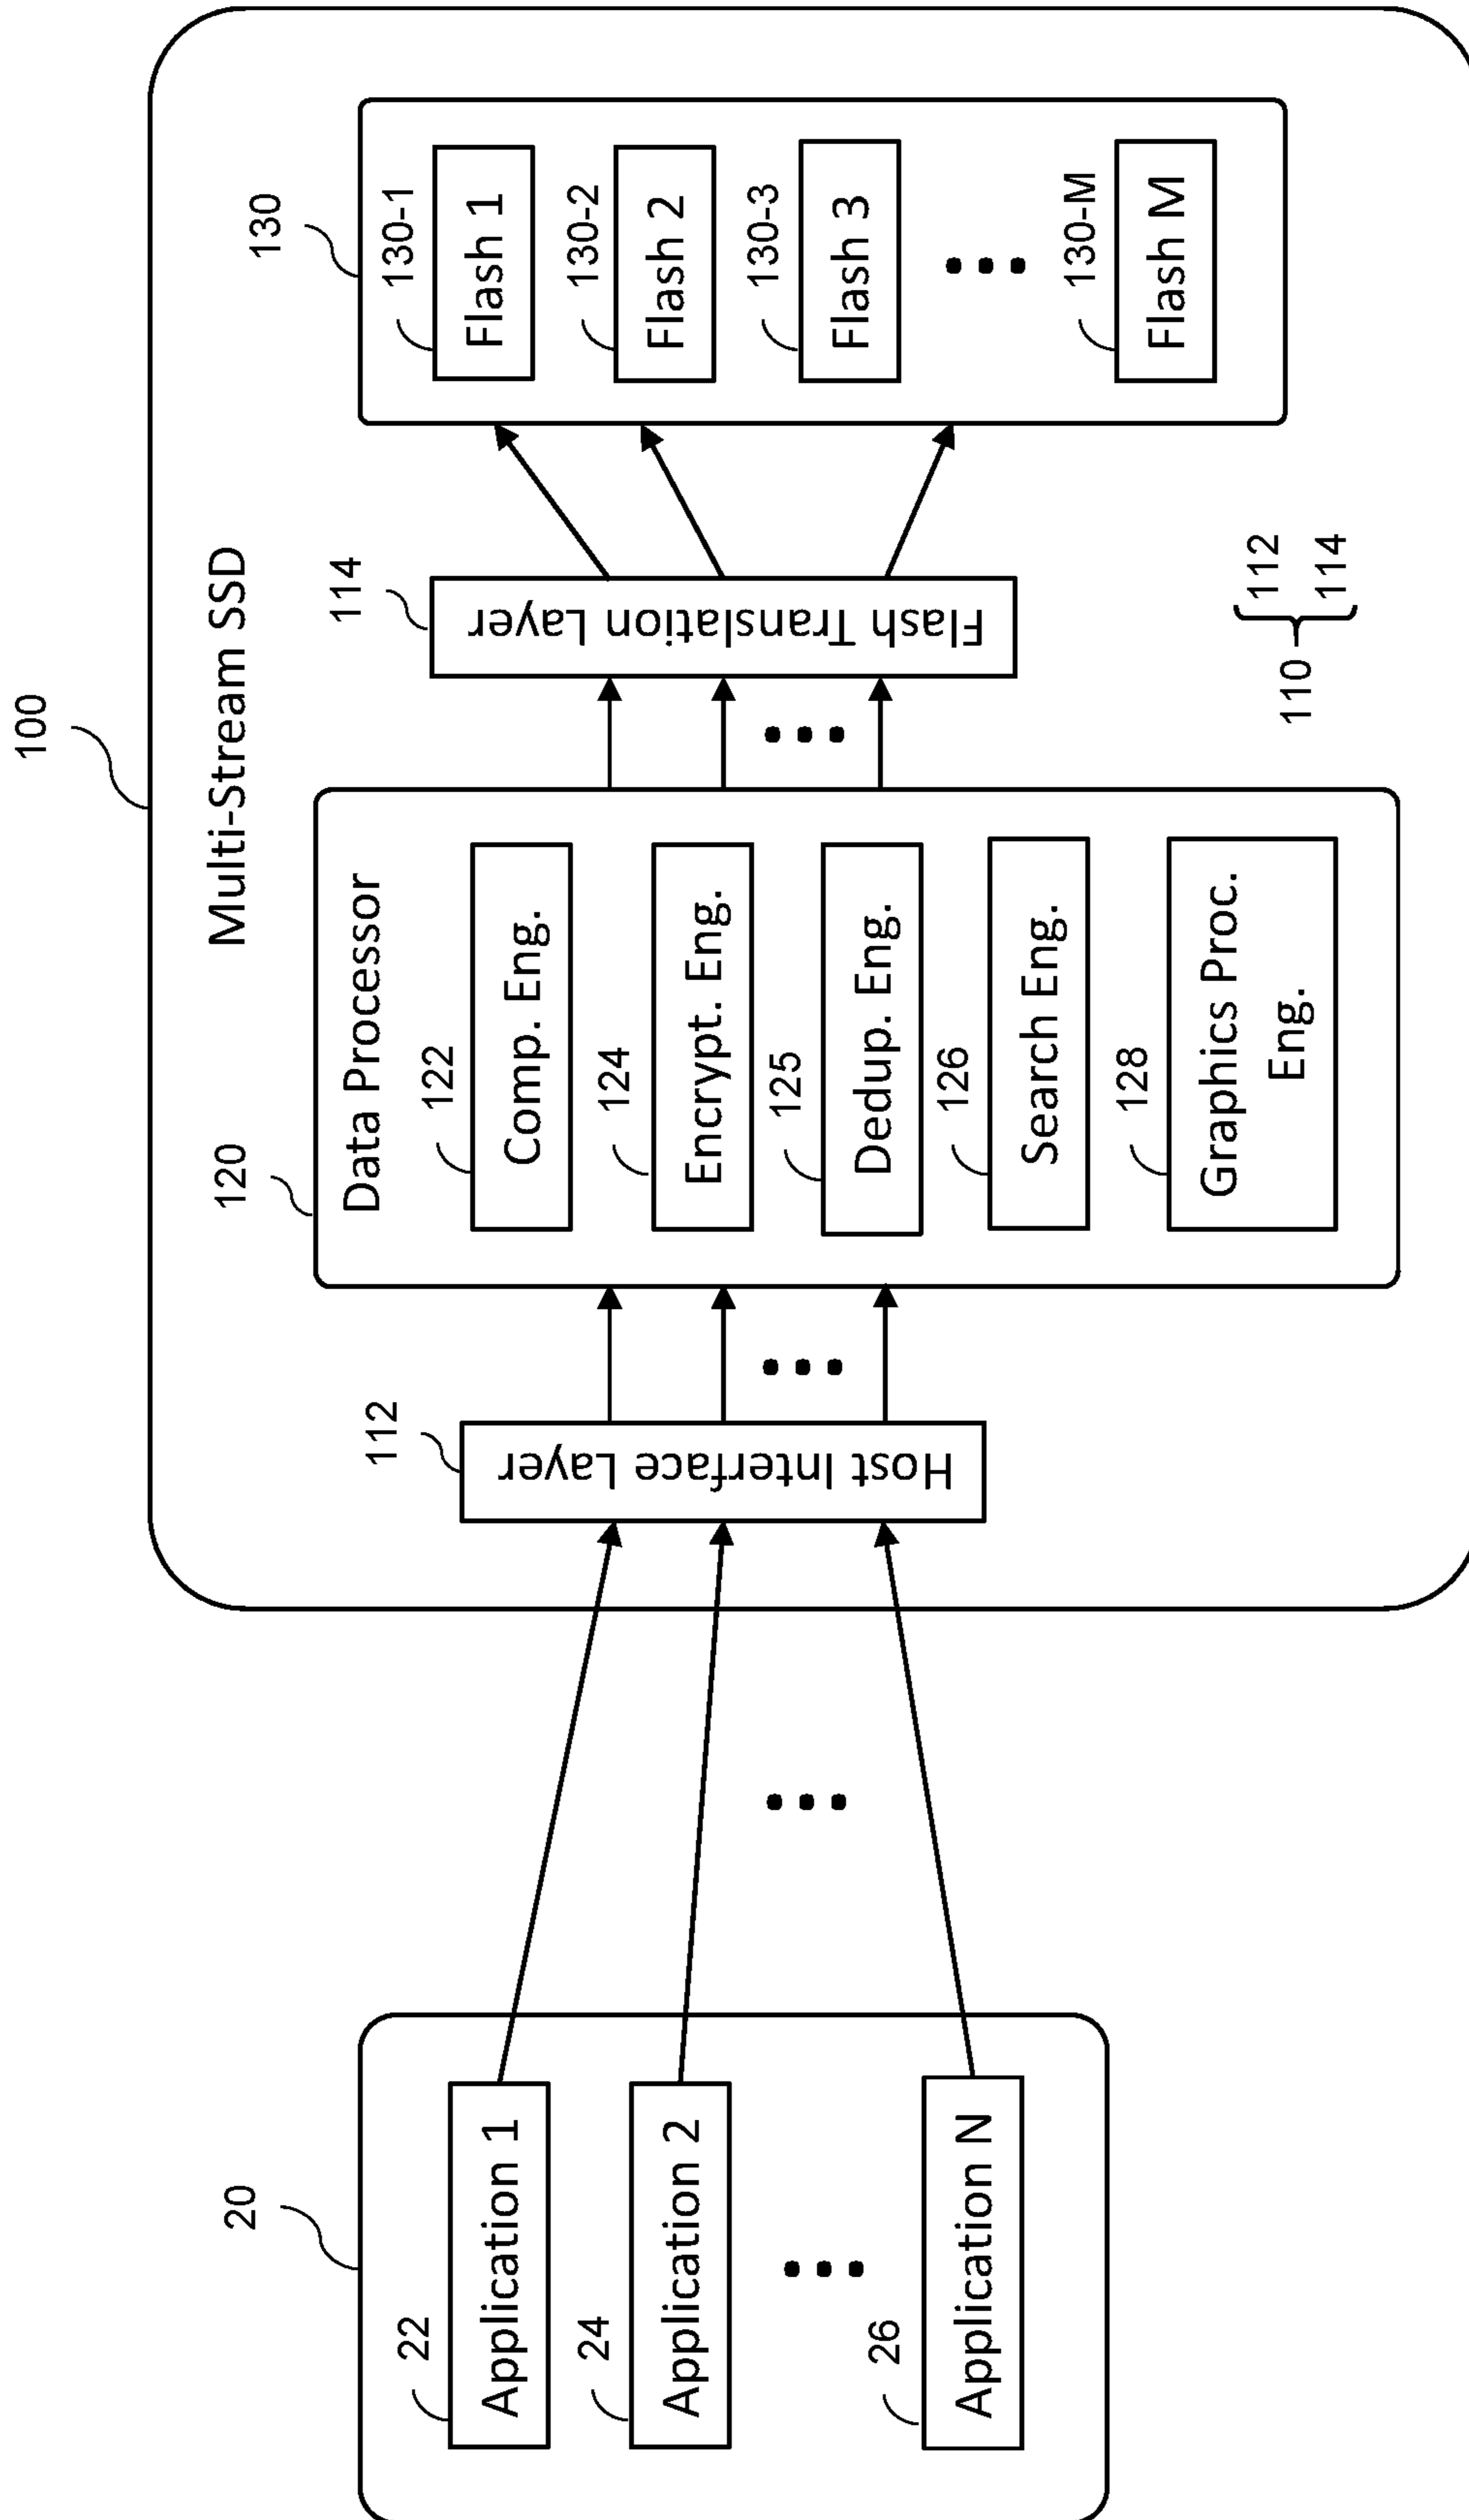 100
Multi-Stream SSD
20
22
Application 1
24
Application 2
26
Application N
112
Host Interface Layer
120
Data Processor
122
Comp. Eng.
124
Encrypt. Eng.
125
Dedup. Eng.
126
Search Eng.
128
Graphics Proc.
Eng.
114
Flash Translation Layer
130
130-1
Flash 1
130-2
Flash 2
130-3
Flash 3
130-M
Flash M
110
112
114